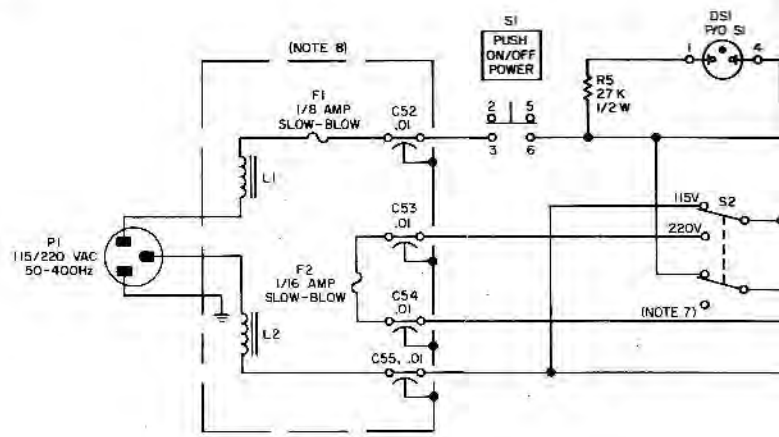 S1
PUSH
ON/OFF
POWER
DS1
P/O S1
1
4
(NOTE 8)
F1
1/8 AMP
SLOW-BLOW
C52
.01
2
5
3
6
R5
27 K
1/2 W
L1
P1
115/220 VAC
50-400Hz
C53
.01
115V
S2
220V
F2
1/16 AMP
SLOW-BLOW
C54
.01
(NOTE 7)
L2
C55, .01